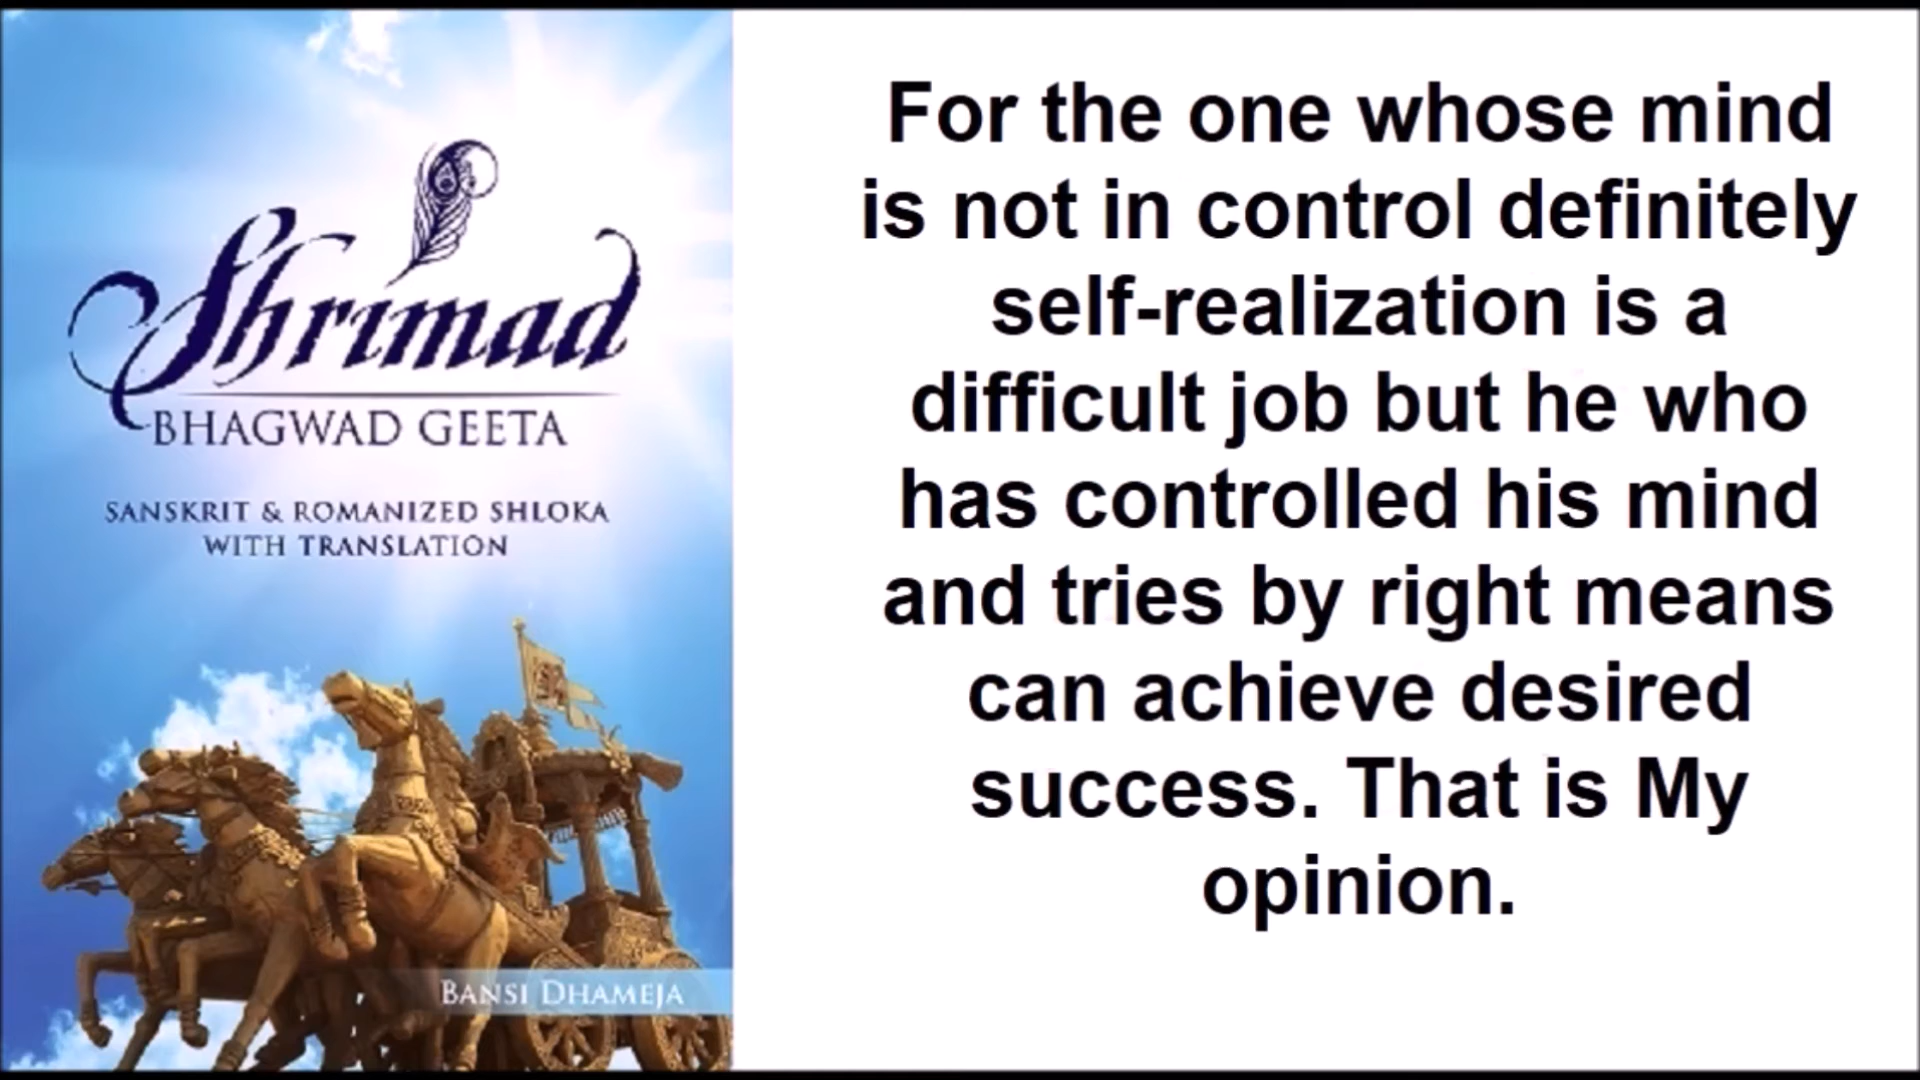 Shrimad
BHAGWAD GEETA
SANSKRIT & ROMANIZED SHLOKA
WITH TRANSLATION
BANSI DHAMEJA
For the one whose mind
is not in control definitely
self-realization is a
difficult job but he who
has controlled his mind
and tries by right means
can achieve desired
success. That is My
opinion.